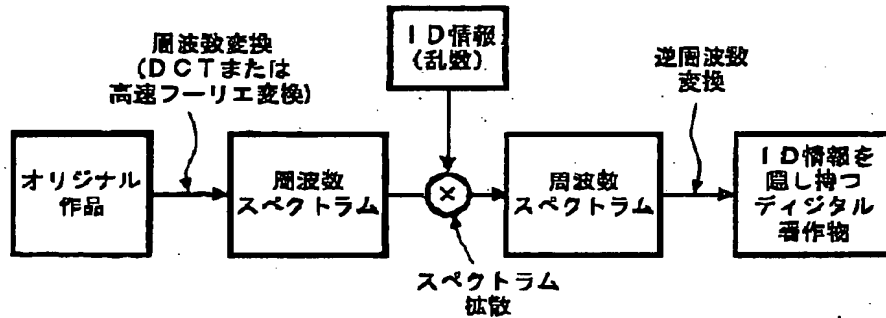 周波数変換
(DCTまたは
高速フーリエ変換)
ID情報
(乱数)
逆周波数
変換
オリジナル
作品
周波数
スペクトラム
×
周波数
スペクトラム
ID情報を
隠し持つ
ディジタル
著作物
スペクトラム
拡散